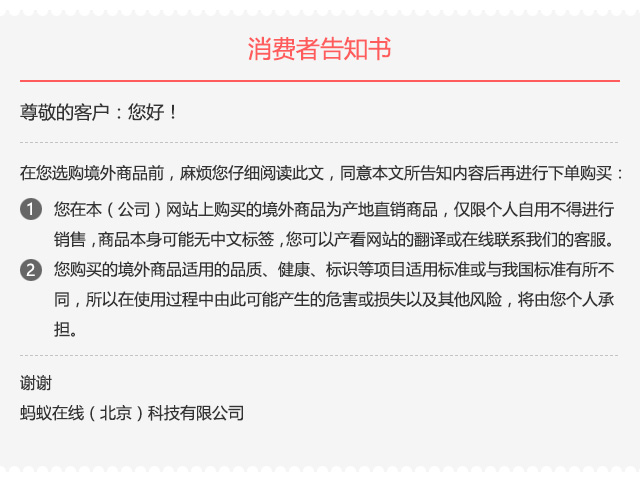 消费者告知书
尊敬的客户：您好！
在您选购境外商品前，麻烦您仔细阅读此文，同意本文所告知内容后再进行下单购买：
1 您在本（公司）网站上购买的境外商品为产地直销商品，仅限个人自用不得进行
销售，商品本身可能无中文标签，您可以产看网站的翻译或在线联系我们的客服。
2 您购买的境外商品适用的品质、健康、标识等项目适用标准或与我国标准有所不
同，所以在使用过程中由此可能产生的危害或损失以及其他风险，将由您个人承
担。
谢谢
蚂蚁在线（北京）科技有限公司